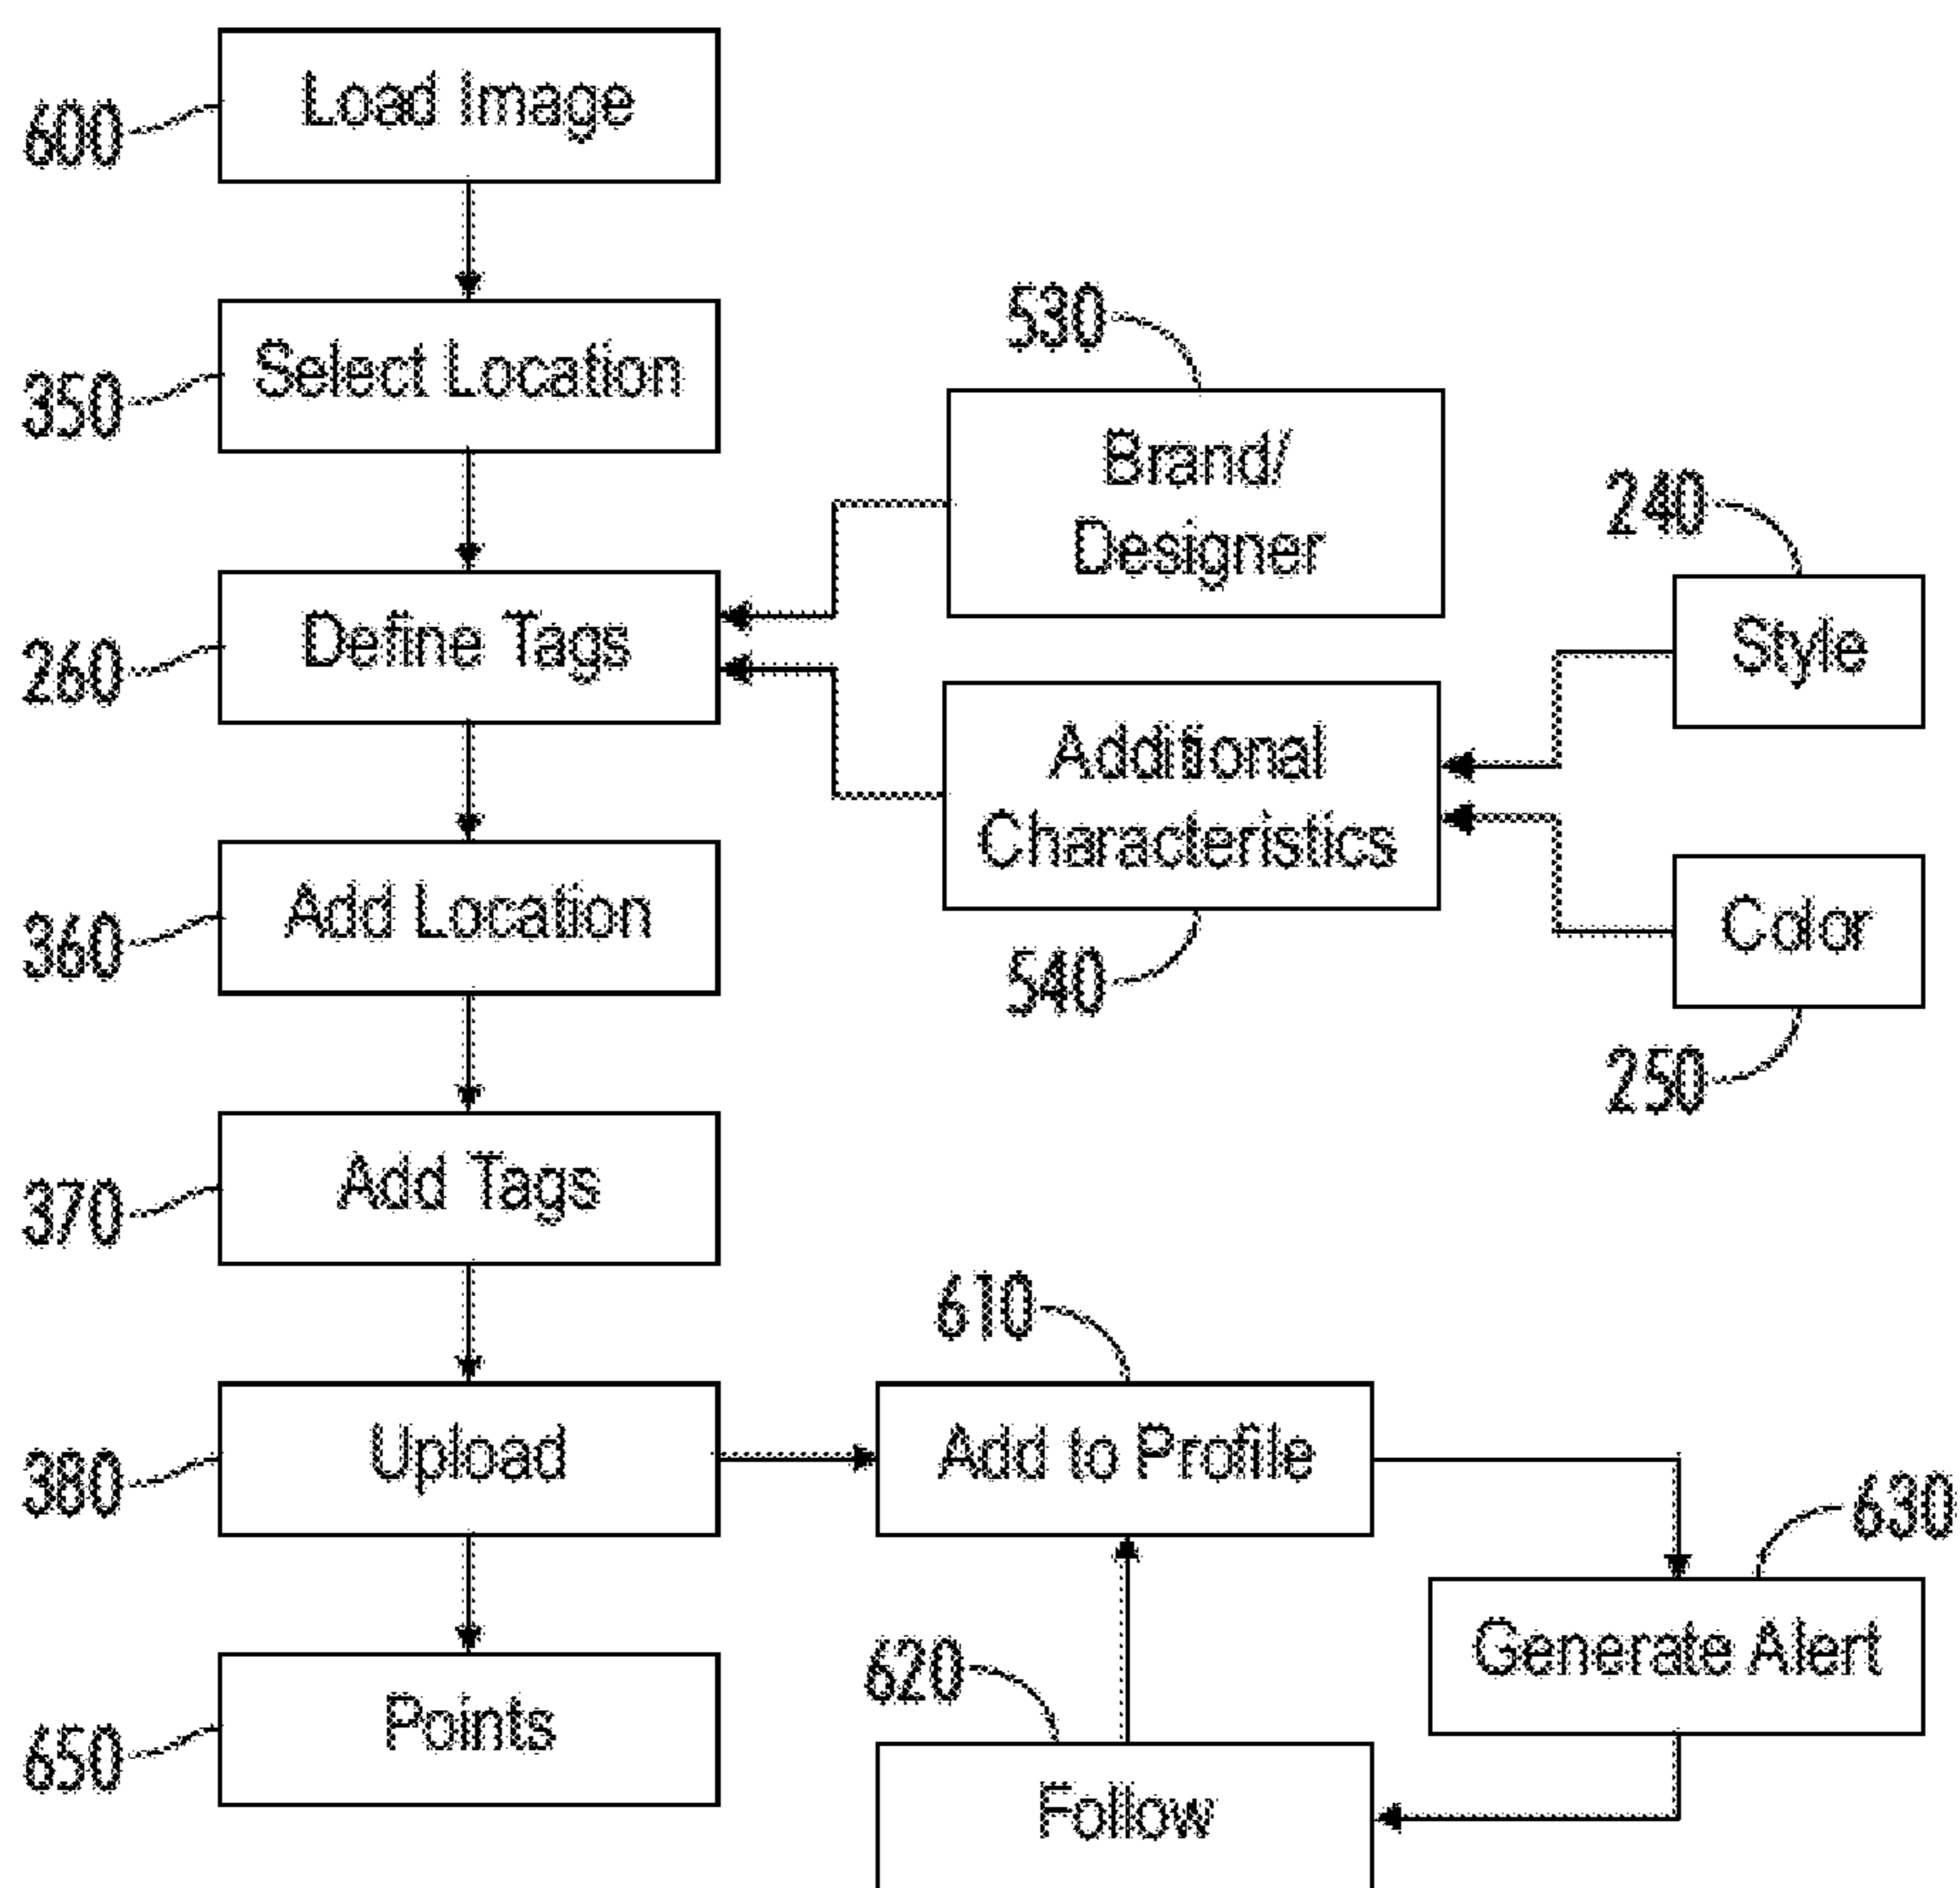 600
Load Image
350
Select Location
530
Brand/
Designer
240
Style
260
Define Tags
Additional
Characteristics
540
Color
250
360
Add Location
370
Add Tags
610
380
Upload
Add to Profile
630
Generate Alert
620
650
Points
Follow